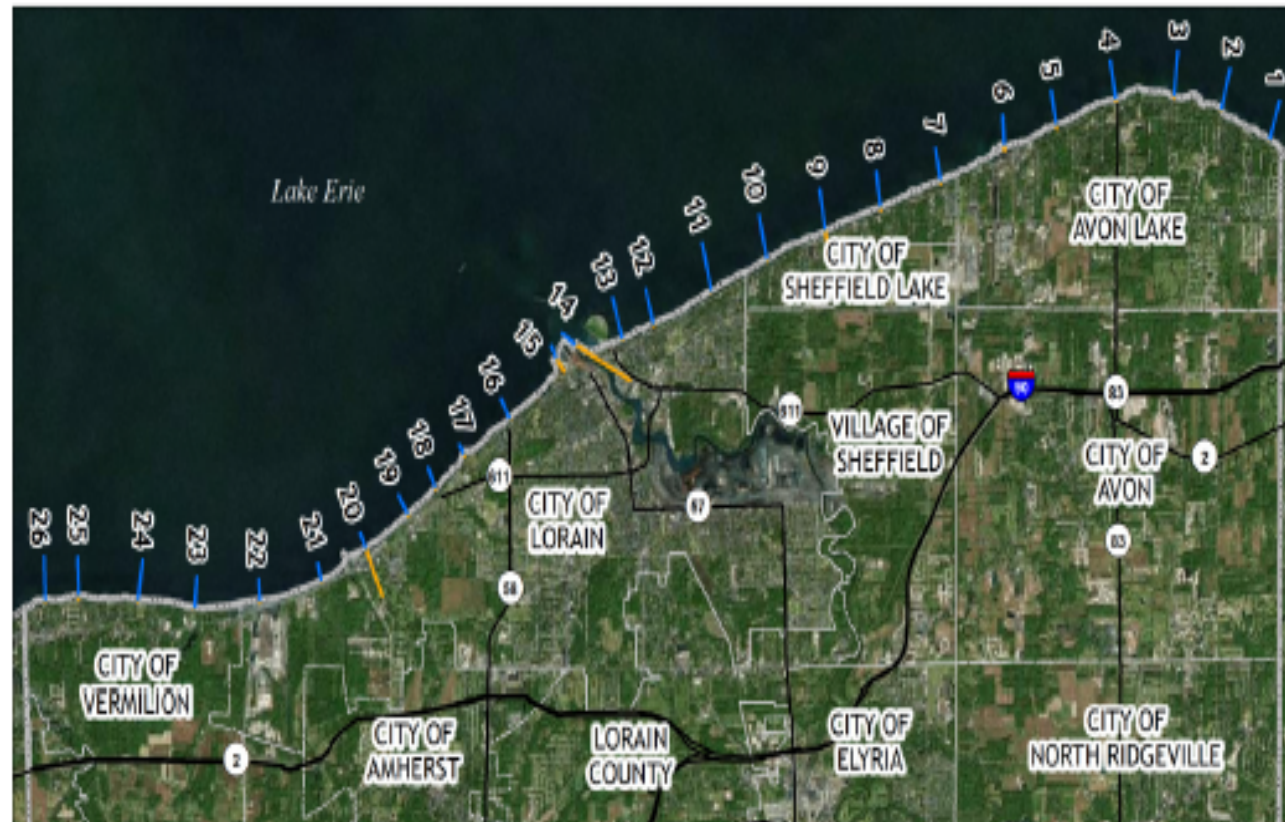 1
2
3
4
5
6
7
8
9
10
11
12
13
14
15
16
17
18
19
20
21
22
23
24
25
26
Lake Erie
CITY OF
AVON LAKE
CITY OF
SHEFFIELD LAKE
VILLAGE OF
SHEFFIELD
CITY OF
AVON
CITY OF
LORAIN
CITY OF
VERMILION
CITY OF
AMHERST
LORAIN
COUNTY
CITY OF
ELYRIA
CITY OF
NORTH RIDGEVILLE
90
83
611
2
611
57
83
58
2